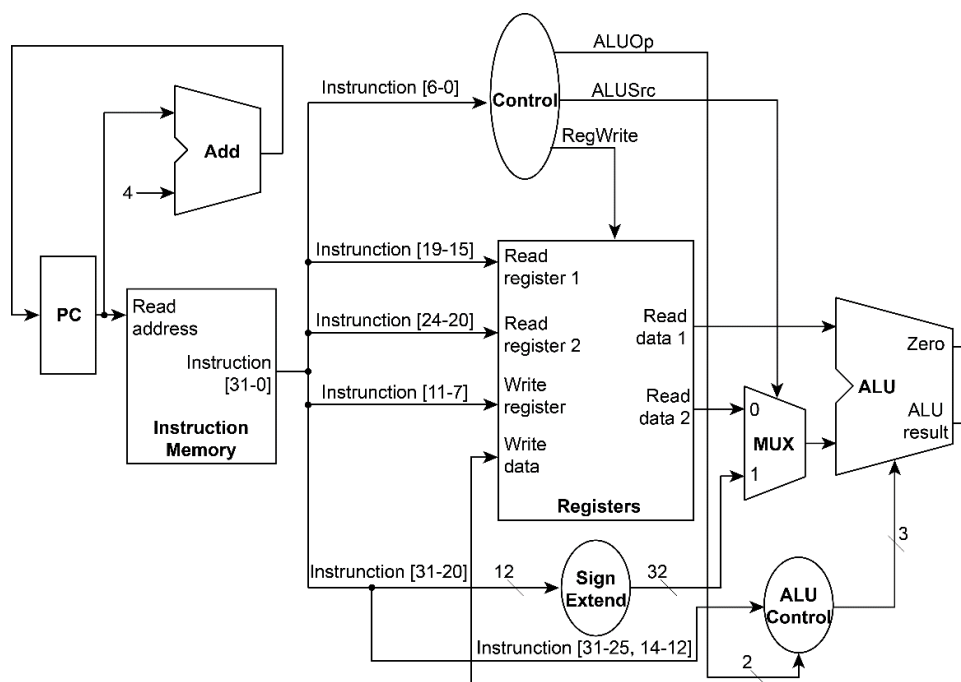 ALUOp
Instrunction [6-0]
Control
ALUSrc
RegWrite
Add
4
PC
Read
address
Instruction
[31-0]
Instruction
Memory
Instrunction [19-15]
Instrunction [24-20]
Instrunction [11-7]
Read
register 1
Read
register 2
Write
register
Write
data
Read
data 1
Read
data 2
Registers
0
MUX
1
Zero
ALU
ALU
result
3
Instrunction [31-20]
12
Sign
Extend
32
ALU
Control
Instrunction [31-25, 14-12]
2